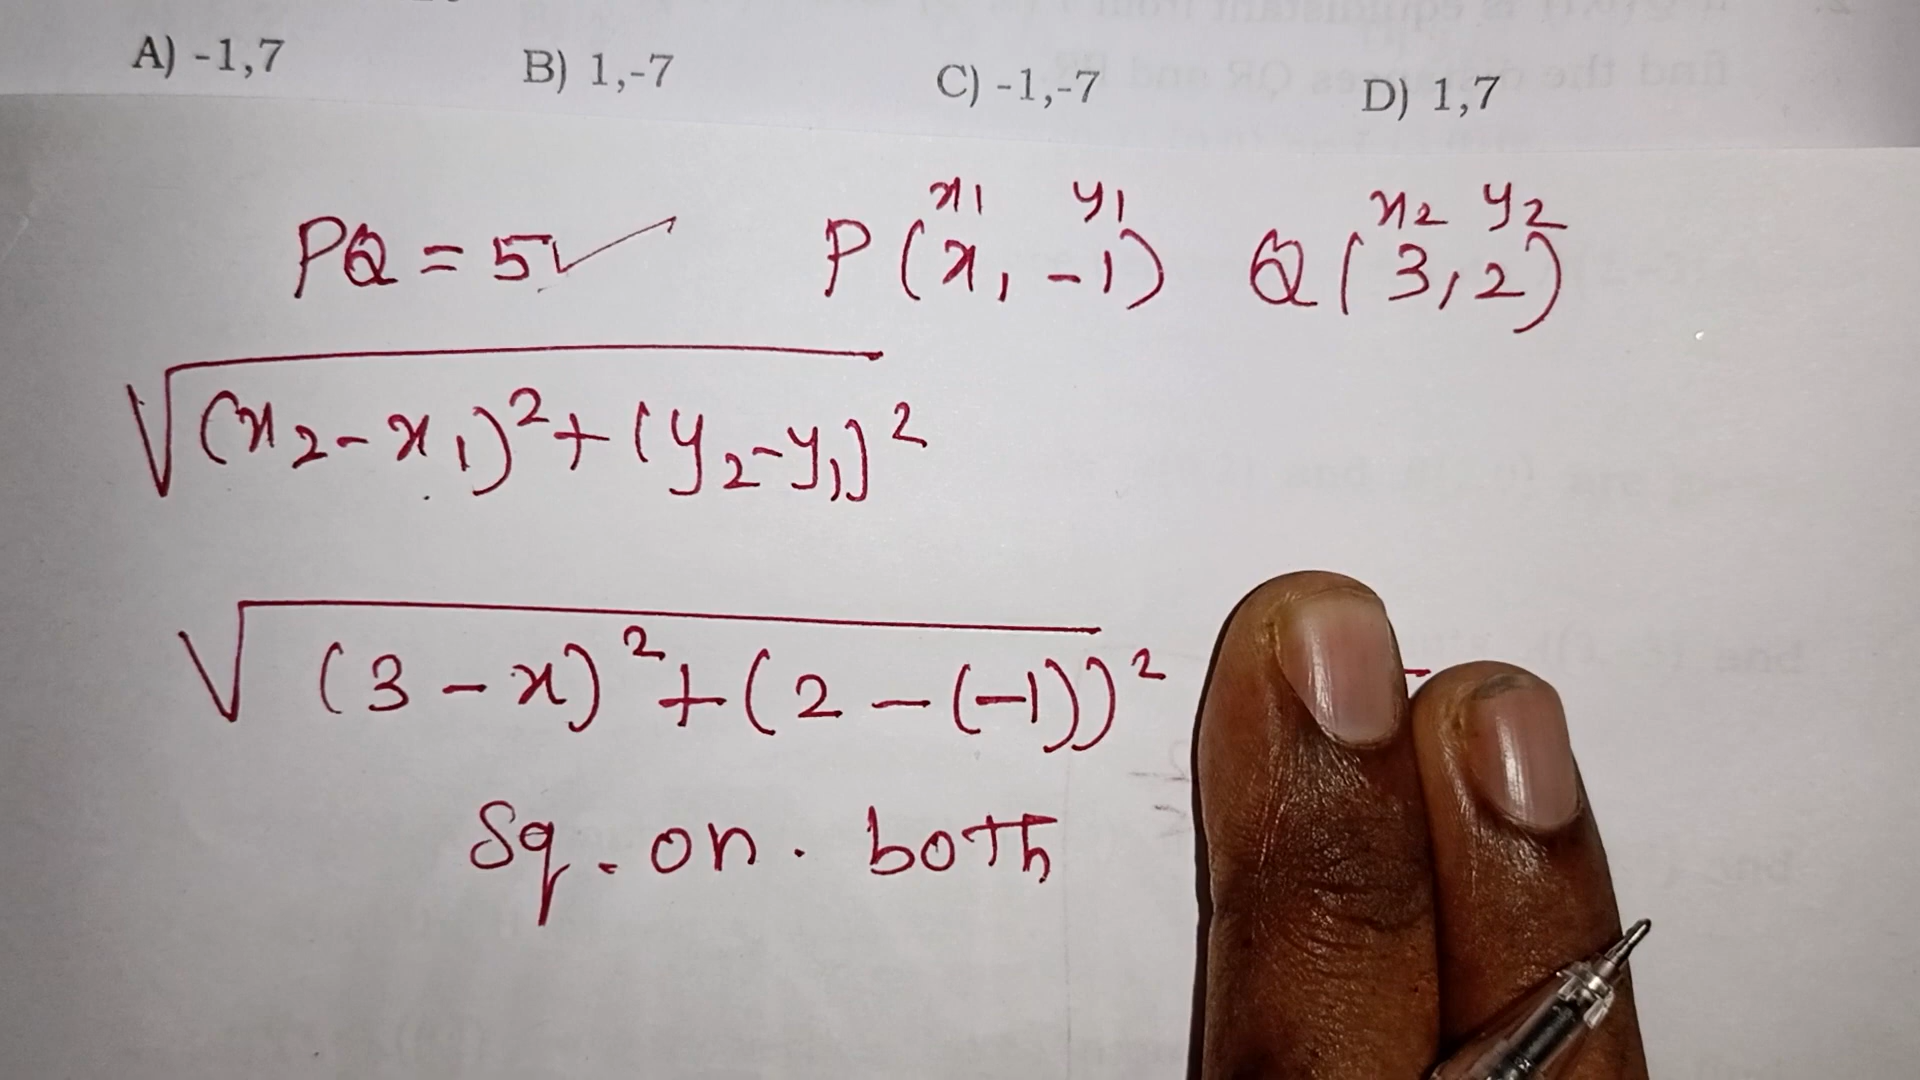 A) -1,7 B) 1,-7 C) -1,-7 D) 1,7
x1 y1 x2 y2
PQ = 5 ✓ P(x, -1) Q(3, 2)
√(x2-x1)²+(y2-y1)²
√(3-x)²+(2-(-1))²
Sq. on. both